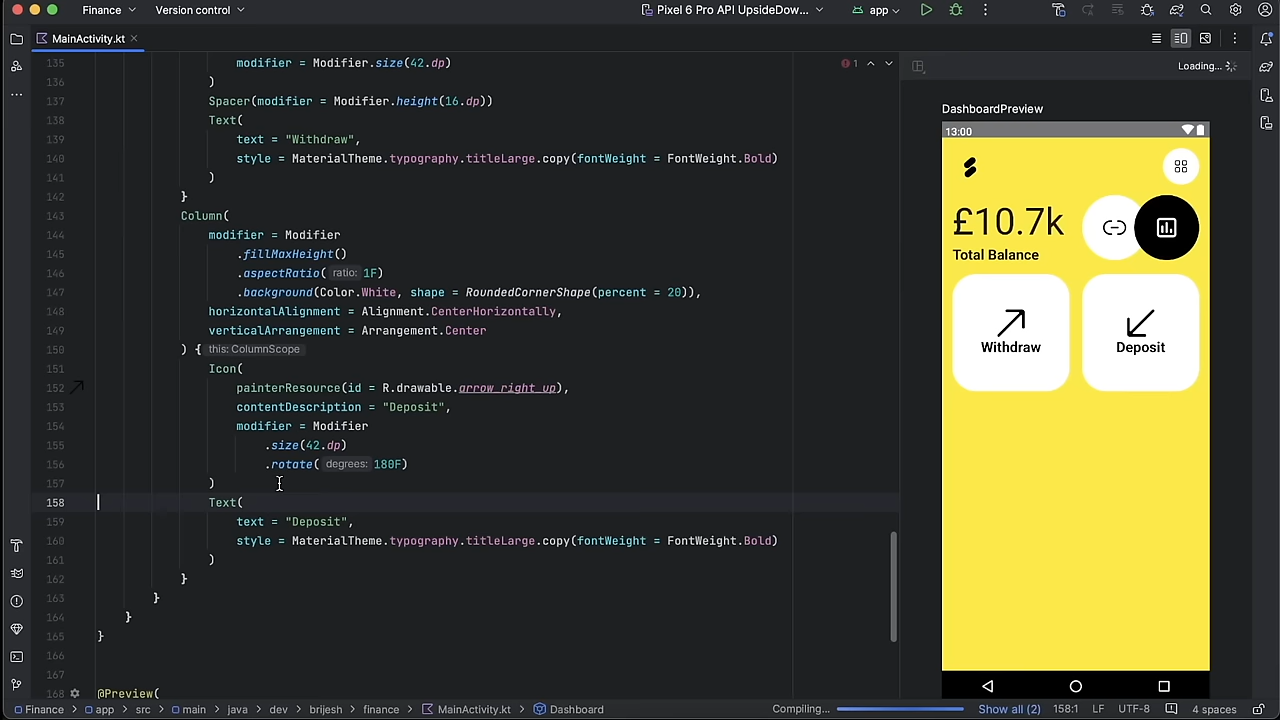 Finance
Version control
Pixel 6 Pro API UpsideDow...
app
MainActivity.kt
135 modifier = Modifier.size(42.dp)
136 )
137 Spacer(modifier = Modifier.height(16.dp))
138 Text(
139 text = "Withdraw",
140 style = MaterialTheme.typography.titleLarge.copy(fontWeight = FontWeight.Bold)
141 )
142 }
143 Column(
144 modifier = Modifier
145 .fillMaxHeight()
146 .aspectRatio( ratio: 1F)
147 .background(Color.White, shape = RoundedCornerShape(percent = 20)),
148 horizontalAlignment = Alignment.CenterHorizontally,
149 verticalArrangement = Arrangement.Center
150 ) { this: ColumnScope
151 Icon(
152 painterResource(id = R.drawable.arrow_right_up),
153 contentDescription = "Deposit",
154 modifier = Modifier
155 .size(42.dp)
156 .rotate( degrees: 180F)
157 )
158 Text(
159 text = "Deposit",
160 style = MaterialTheme.typography.titleLarge.copy(fontWeight = FontWeight.Bold)
161 )
162 }
163 }
164 }
165 }
166
167
168 @Preview(
1
Loading...
DashboardPreview
13:00
£10.7k
Total Balance
Withdraw
Deposit
Finance > app > src > main > java > dev > brijesh > finance > MainActivity.kt > Dashboard
Compiling...
Show all (2)
158:1
LF
UTF-8
4 spaces